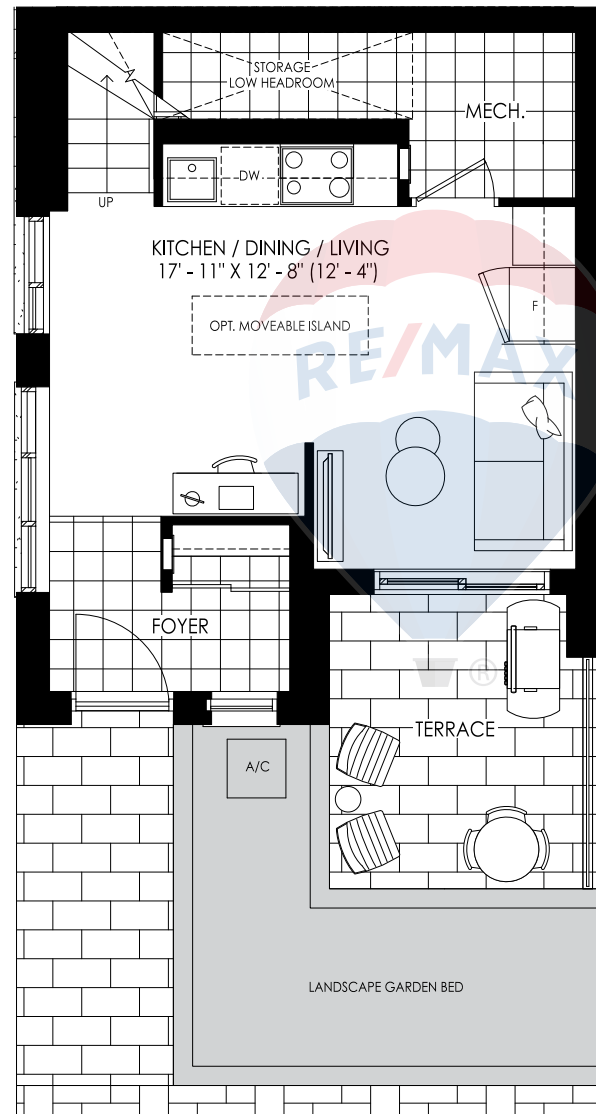 STORAGE
LOW HEADROOM
MECH.
DW
UP
KITCHEN / DINING / LIVING
17' - 11" X 12' - 8" (12' - 4")
F
OPT. MOVEABLE ISLAND
RE/MAX
FOYER
®
TERRACE
A/C
LANDSCAPE GARDEN BED